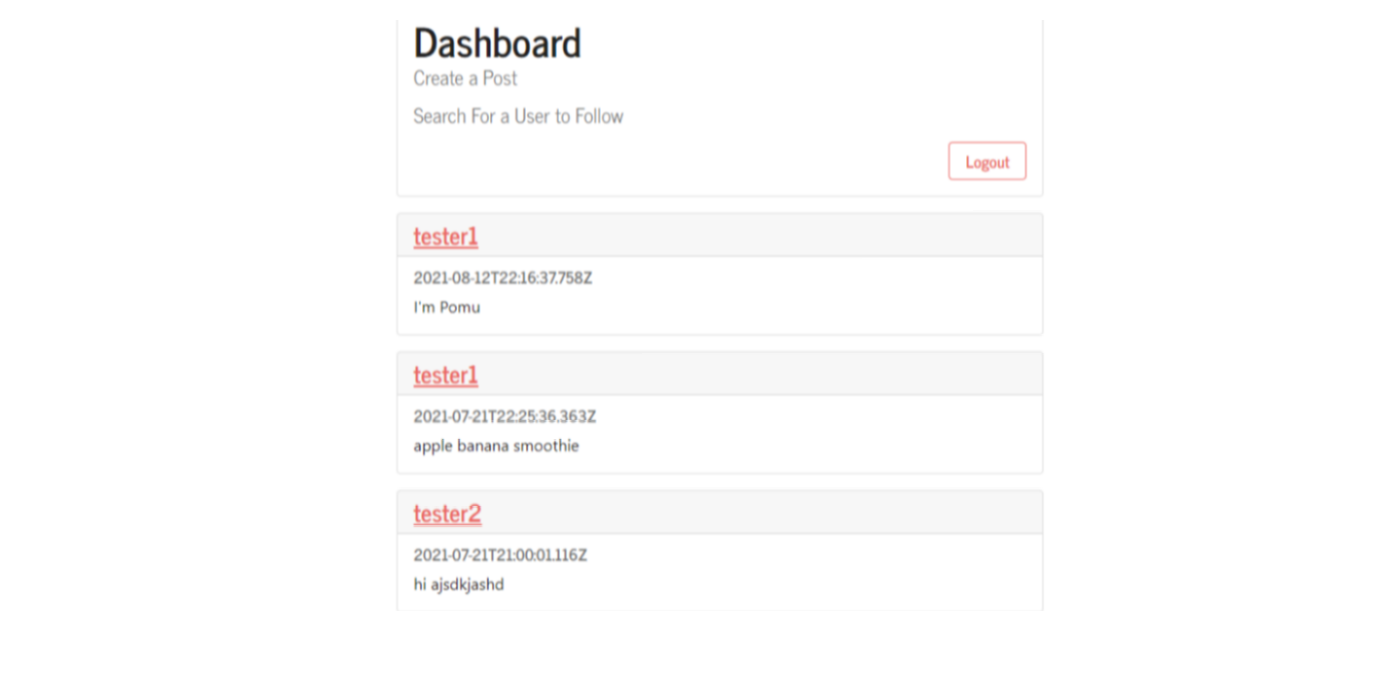 Dashboard
Create a Post
Search For a User to Follow
Logout
tester1
2021-08-12T22:16:37.758Z
I'm Pomu
tester1
2021-07-21T22:25:36.363Z
apple banana smoothie
tester2
2021-07-21T21:00:01.116Z
hi ajsdkjashd